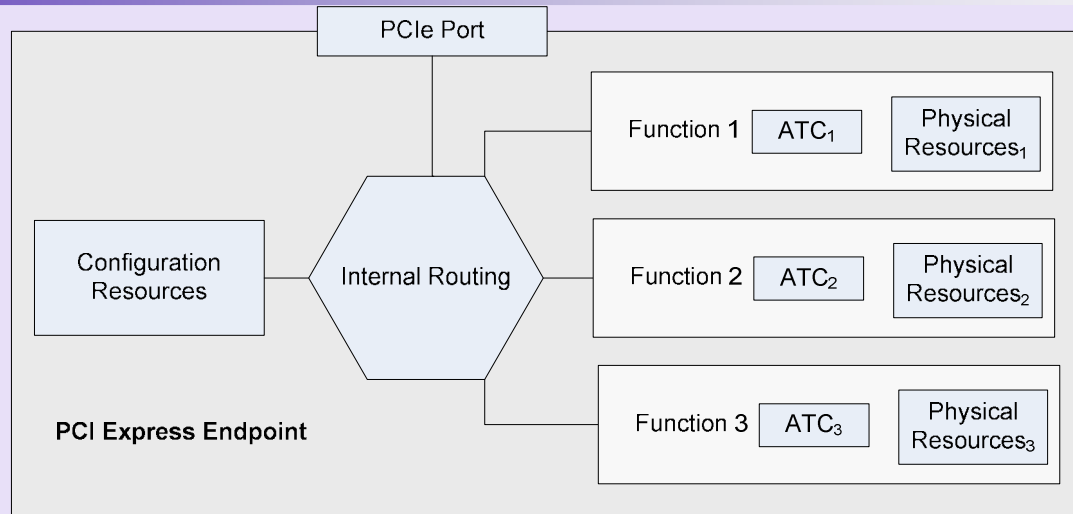 PCIe Port
Function 1
ATC₁
Physical
Resources₁
Configuration
Resources
Internal Routing
Function 2
ATC₂
Physical
Resources₂
Function 3
ATC₃
Physical
Resources₃
PCI Express Endpoint